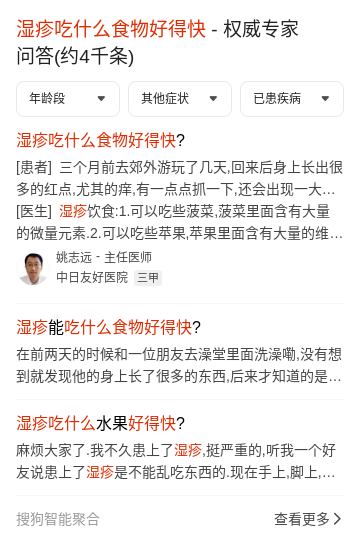 湿疹吃什么食物好得快 - 权威专家
问答(约4千条)
年龄段 其他症状 已患疾病
湿疹吃什么食物好得快?
[患者] 三个月前去郊外游玩了几天,回来后身上长出很
多的红点,尤其的痒,有一点点抓一下,还会出现一大…
[医生] 湿疹饮食:1.可以吃些菠菜,菠菜里面含有大量
的微量元素.2.可以吃些苹果,苹果里面含有大量的维…
姚志远 - 主任医师
中日友好医院 三甲
湿疹能吃什么食物好得快?
在前两天的时候和一位朋友去澡堂里面洗澡嘞,没有想
到就发现他的身上长了很多的东西,后来才知道的是…
湿疹吃什么水果好得快?
麻烦大家了.我不久患上了湿疹,挺严重的,听我一个好
友说患上了湿疹是不能乱吃东西的.现在手上,脚上,…
搜狗智能聚合 查看更多